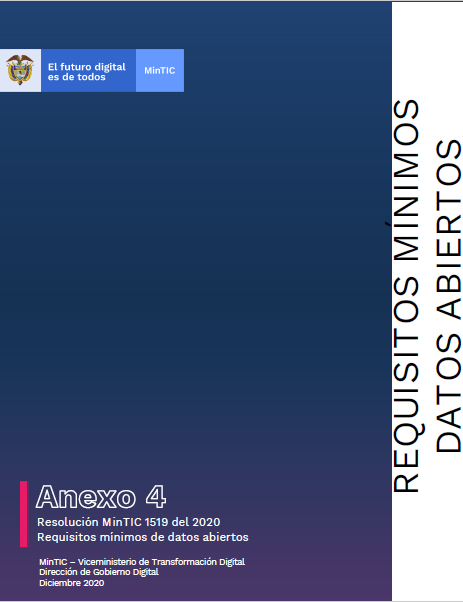 El futuro digital
es de todos
MinTIC
REQUISITOS MÍNIMOS
DATOS ABIERTOS
Anexo 4
Resolución MinTIC 1519 del 2020
Requisitos mínimos de datos abiertos
MinTIC – Viceministerio de Transformación Digital
Dirección de Gobierno Digital
Diciembre 2020